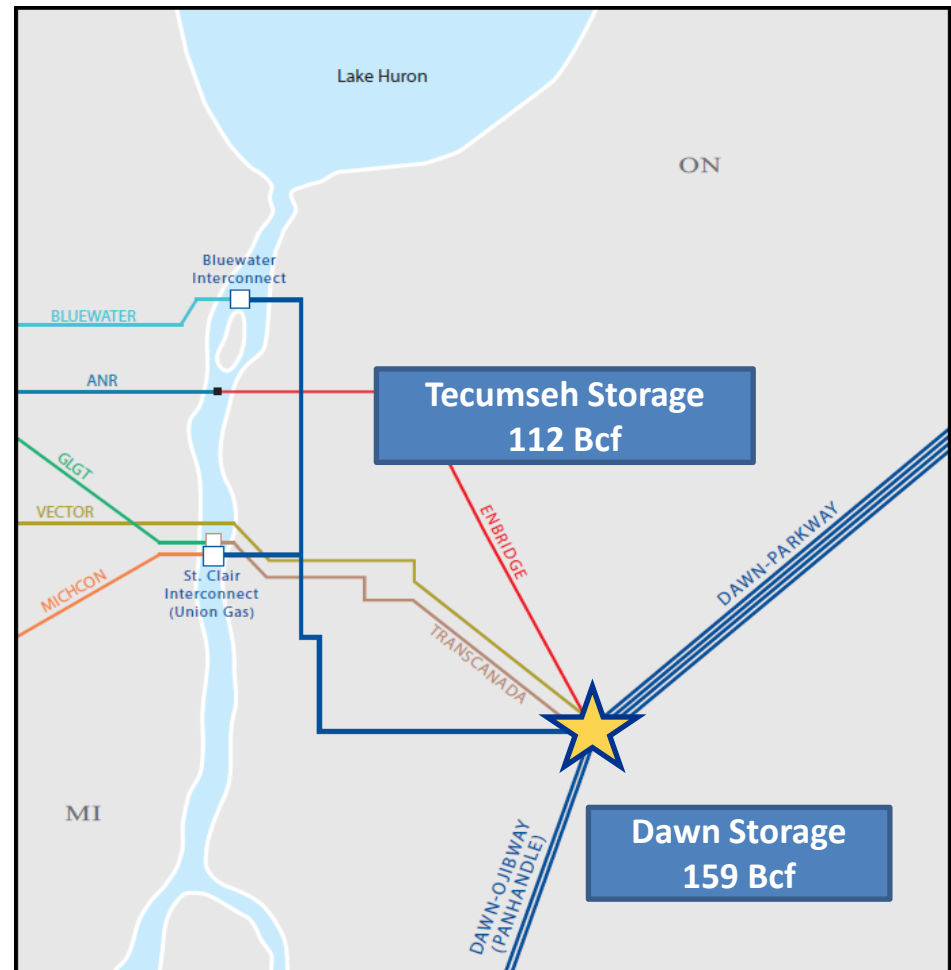 Lake Huron
ON
Bluewater
Interconnect
BLUEWATER
ANR
Tecumseh Storage
112 Bcf
GLGT
VECTOR
MICHCON
St. Clair
Interconnect
(Union Gas)
ENBRIDGE
TRANSCANADA
DAWN-PARKWAY
MI
Dawn Storage
159 Bcf
DAWN-OJIBWAY
(PANHANDLE)